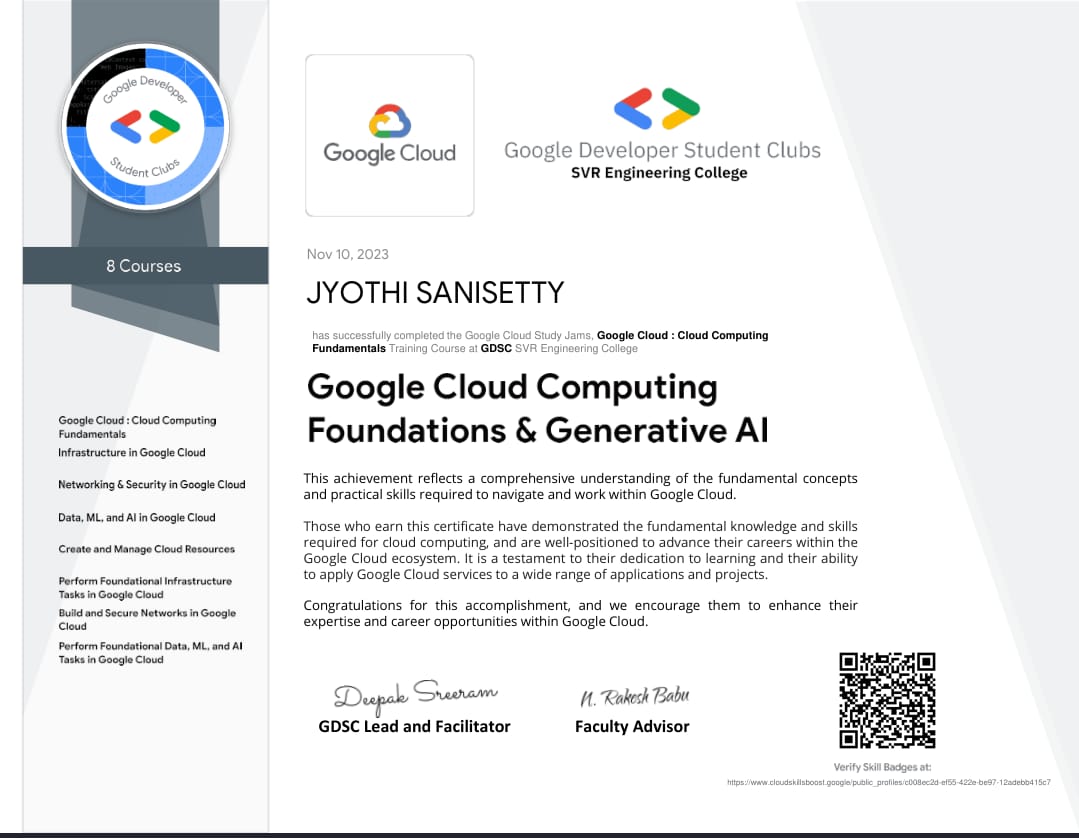 Google Developer
Student Clubs
8 Courses
Google Cloud : Cloud Computing
Fundamentals
Infrastructure in Google Cloud
Networking & Security in Google Cloud
Data, ML, and AI in Google Cloud
Create and Manage Cloud Resources
Perform Foundational Infrastructure
Tasks in Google Cloud
Build and Secure Networks in Google
Cloud
Perform Foundational Data, ML, and AI
Tasks in Google Cloud
Google Cloud
Google Developer Student Clubs
SVR Engineering College
Nov 10, 2023
JYOTHI SANISETTY
has successfully completed the Google Cloud Study Jams, Google Cloud : Cloud Computing
Fundamentals Training Course at GDSC SVR Engineering College
Google Cloud Computing
Foundations & Generative AI
This achievement reflects a comprehensive understanding of the fundamental concepts
and practical skills required to navigate and work within Google Cloud.
Those who earn this certificate have demonstrated the fundamental knowledge and skills
required for cloud computing, and are well-positioned to advance their careers within the
Google Cloud ecosystem. It is a testament to their dedication to learning and their ability
to apply Google Cloud services to a wide range of applications and projects.
Congratulations for this accomplishment, and we encourage them to enhance their
expertise and career opportunities within Google Cloud.
Deepak Sreeram
GDSC Lead and Facilitator
N. Rakesh Babu
Faculty Advisor
Verify Skill Badges at:
https://www.cloudskillsboost.google/public_profiles/c008ec2d-ef55-422e-be97-12adebb415c7